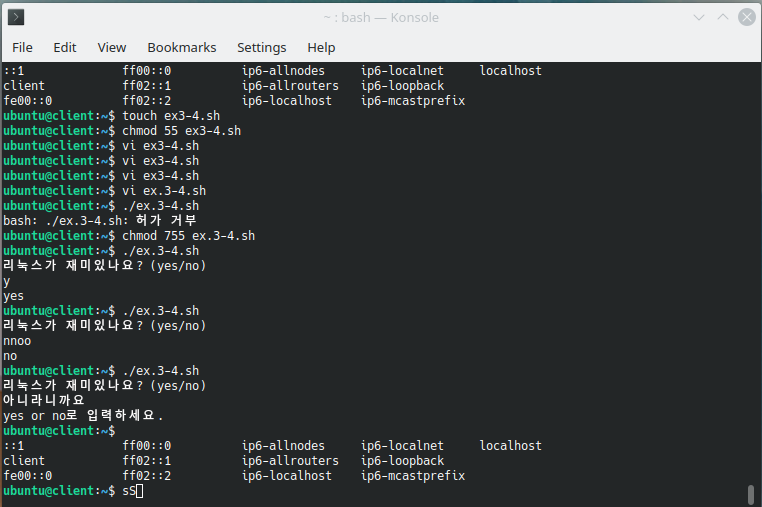 ~ : bash — Konsole
File Edit View Bookmarks Settings Help
::1 ff00::0 ip6-allnodes ip6-localnet localhost
client ff02::1 ip6-allrouters ip6-loopback
fe00::0 ff02::2 ip6-localhost ip6-mcastprefix
ubuntu@client:~$ touch ex3-4.sh
ubuntu@client:~$ chmod 55 ex3-4.sh
ubuntu@client:~$ vi ex3-4.sh
ubuntu@client:~$ vi ex3-4.sh
ubuntu@client:~$ vi ex3-4.sh
ubuntu@client:~$ vi ex.3-4.sh
ubuntu@client:~$ ./ex.3-4.sh
bash: ./ex.3-4.sh: 허가 거부
ubuntu@client:~$ chmod 755 ex.3-4.sh
ubuntu@client:~$ ./ex.3-4.sh
리눅스가 재미있나요? (yes/no)
y
yes
ubuntu@client:~$ ./ex.3-4.sh
리눅스가 재미있나요? (yes/no)
nnoo
no
ubuntu@client:~$ ./ex.3-4.sh
리눅스가 재미있나요? (yes/no)
아니라니까요
yes or no로 입력하세요.
ubuntu@client:~$
::1 ff00::0 ip6-allnodes ip6-localnet localhost
client ff02::1 ip6-allrouters ip6-loopback
fe00::0 ff02::2 ip6-localhost ip6-mcastprefix
ubuntu@client:~$ sS